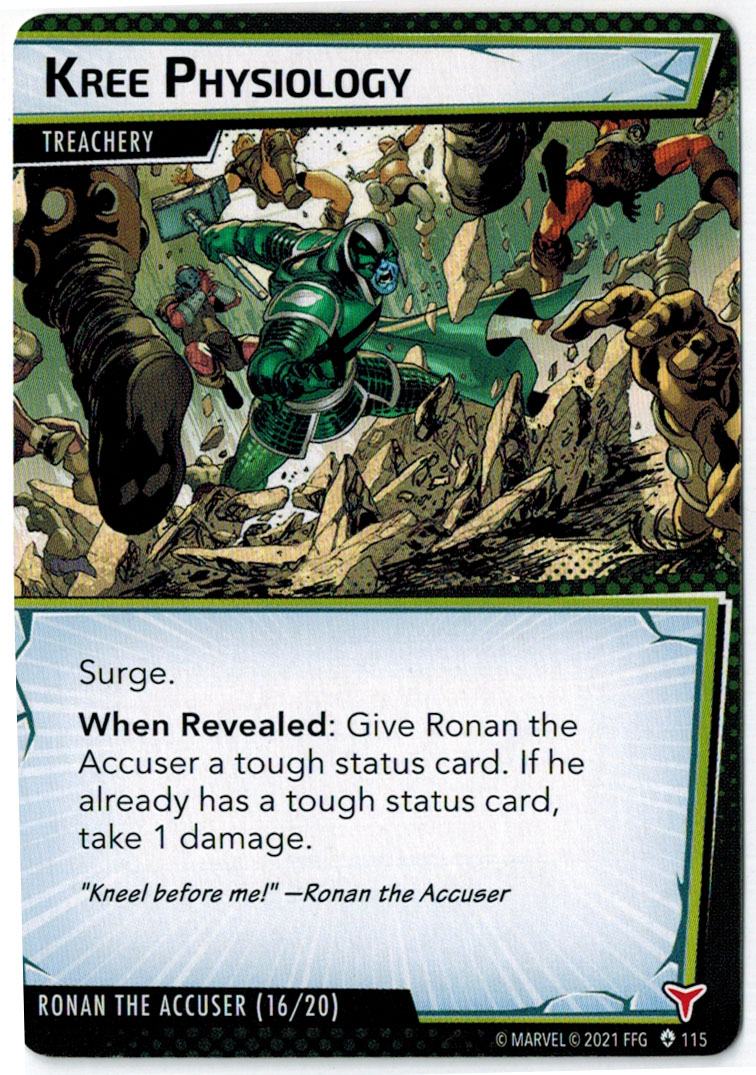 KREE PHYSIOLOGY
TREACHERY
Surge.
When Revealed: Give Ronan the
Accuser a tough status card. If he
already has a tough status card,
take 1 damage.
"Kneel before me!" —Ronan the Accuser
RONAN THE ACCUSER (16/20)
© MARVEL © 2021 FFG 115